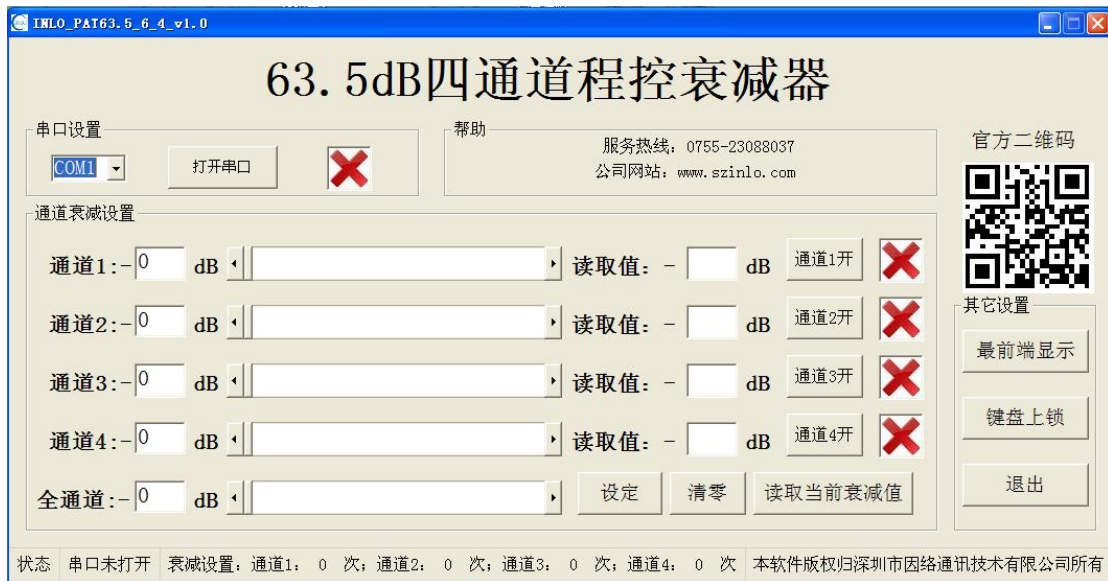 INLO_PAT63.5_6_4_v1.0
63.5dB四通道程控衰减器
串口设置
COM1
打开串口
帮助
服务热线：0755-23088037
公司网站：www.szinlo.com
官方二维码
通道衰减设置
通道1:-0 dB 读取值：- dB 通道1开
通道2:-0 dB 读取值：- dB 通道2开
通道3:-0 dB 读取值：- dB 通道3开
通道4:-0 dB 读取值：- dB 通道4开
全通道:-0 dB 设定 清零 读取当前衰减值
其它设置
最前端显示
键盘上锁
退出
状态 串口未打开 衰减设置：通道1： 0 次；通道2： 0 次；通道3： 0 次；通道4： 0 次 本软件版权归深圳市因络通讯技术有限公司所有